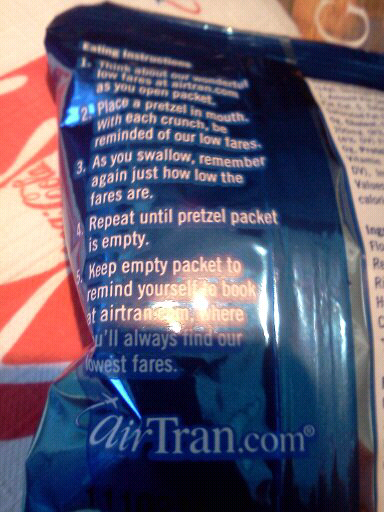 Eating Instructions
1. Think about our wonderful
low fares at airtran.com
as you open packet.
2. Place a pretzel in mouth.
With each crunch, be
reminded of our low fares.
3. As you swallow, remember
again just how low the
fares are.
4. Repeat until pretzel packet
is empty.
5. Keep empty packet to
remind yourself to book
at airtran.com, where
you'll always find our
lowest fares.
airTran.com®